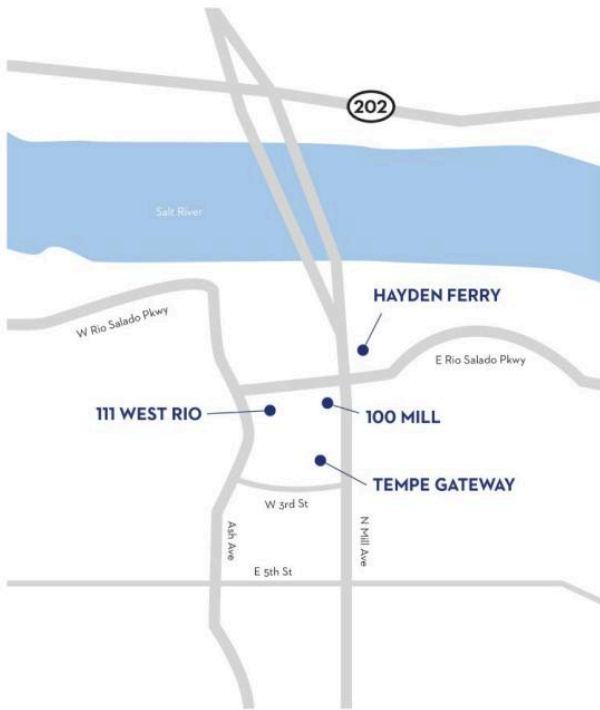 202
Salt River
HAYDEN FERRY
W Rio Salado Pkwy
E Rio Salado Pkwy
111 WEST RIO
100 MILL
TEMPE GATEWAY
W 3rd St
Ash Ave
N Mill Ave
E 5th St